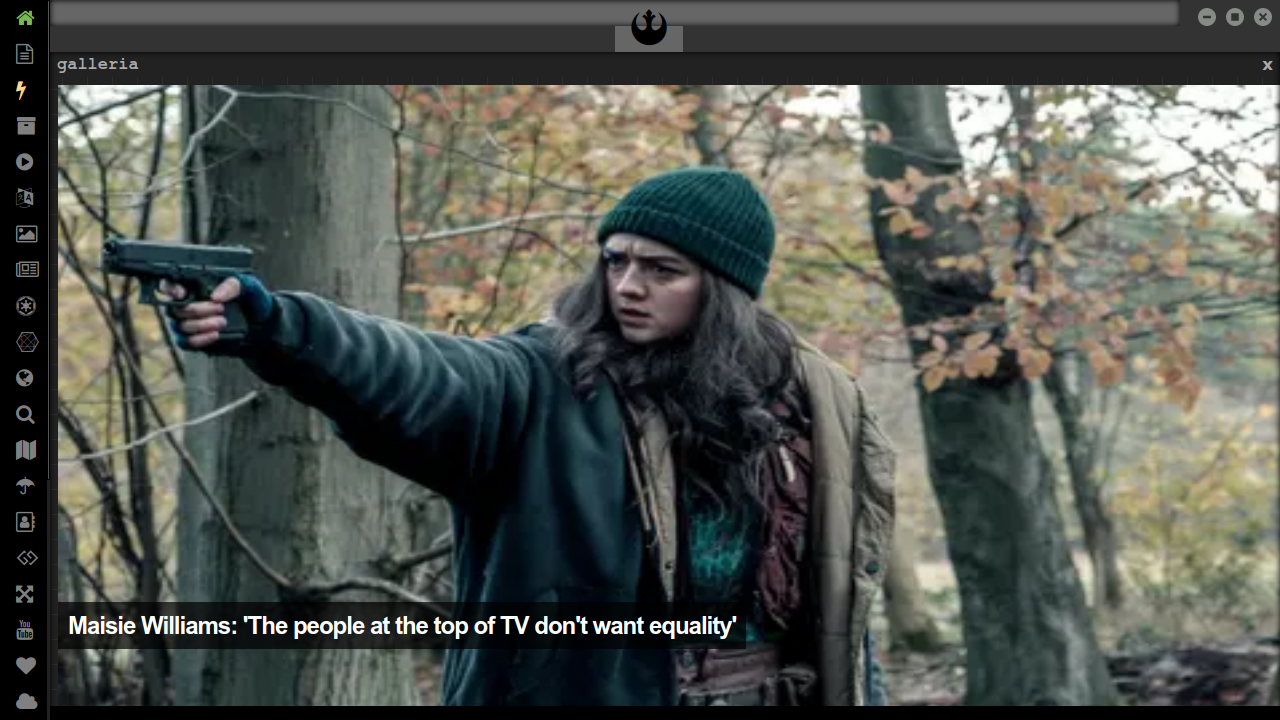 galleria
x
Maisie Williams: 'The people at the top of TV don't want equality'
You
Tube